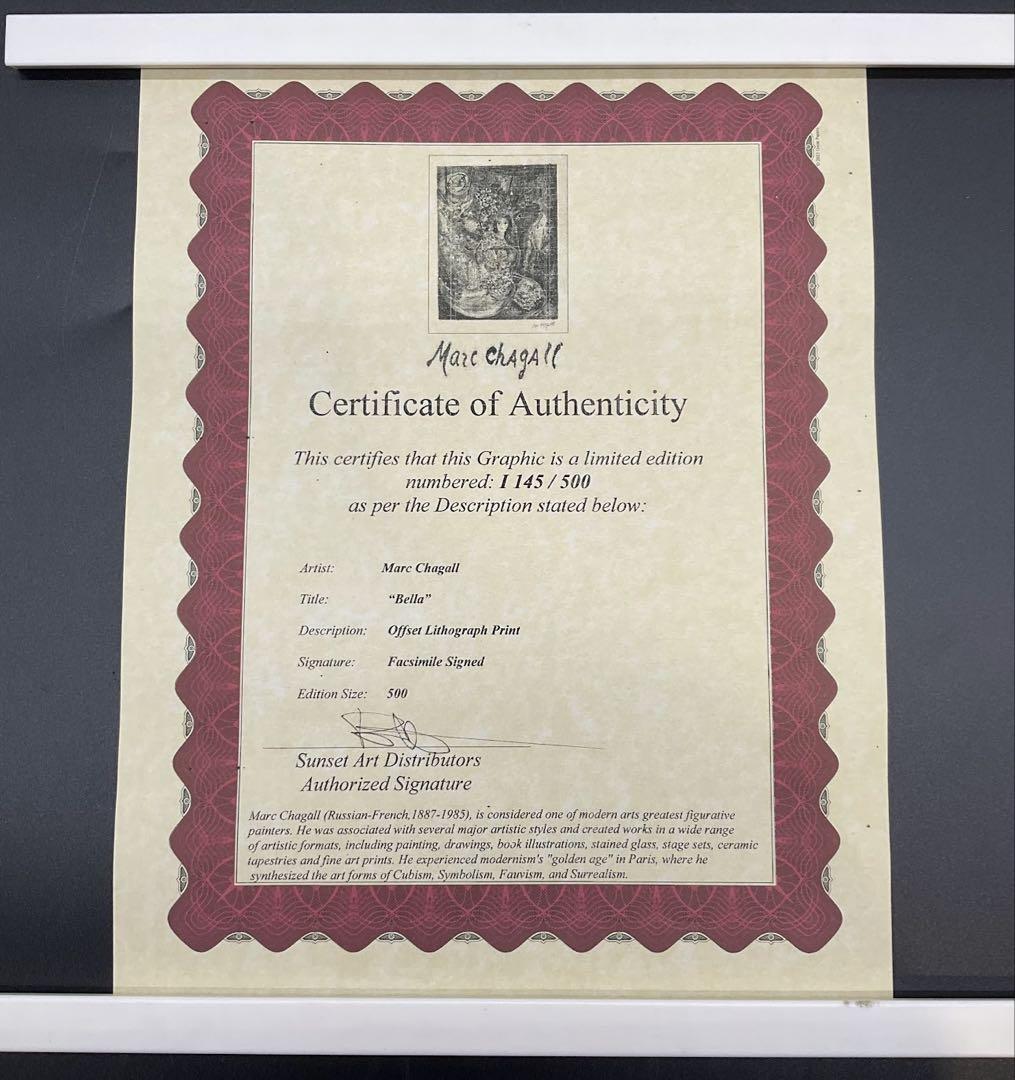 Marc Chagall
Certificate of Authenticity
This certifies that this Graphic is a limited edition
numbered: I 145 / 500
as per the Description stated below:
Artist: Marc Chagall
Title: “Bella”
Description: Offset Lithograph Print
Signature: Facsimile Signed
Edition Size: 500
Sunset Art Distributors
Authorized Signature
Marc Chagall (Russian-French,1887-1985), is considered one of modern arts greatest figurative
painters. He was associated with several major artistic styles and created works in a wide range
of artistic formats, including painting, drawings, book illustrations, stained glass, stage sets, ceramic
tapestries and fine art prints. He experienced modernism's "golden age" in Paris, where he
synthesized the art forms of Cubism, Symbolism, Fauvism, and Surrealism.